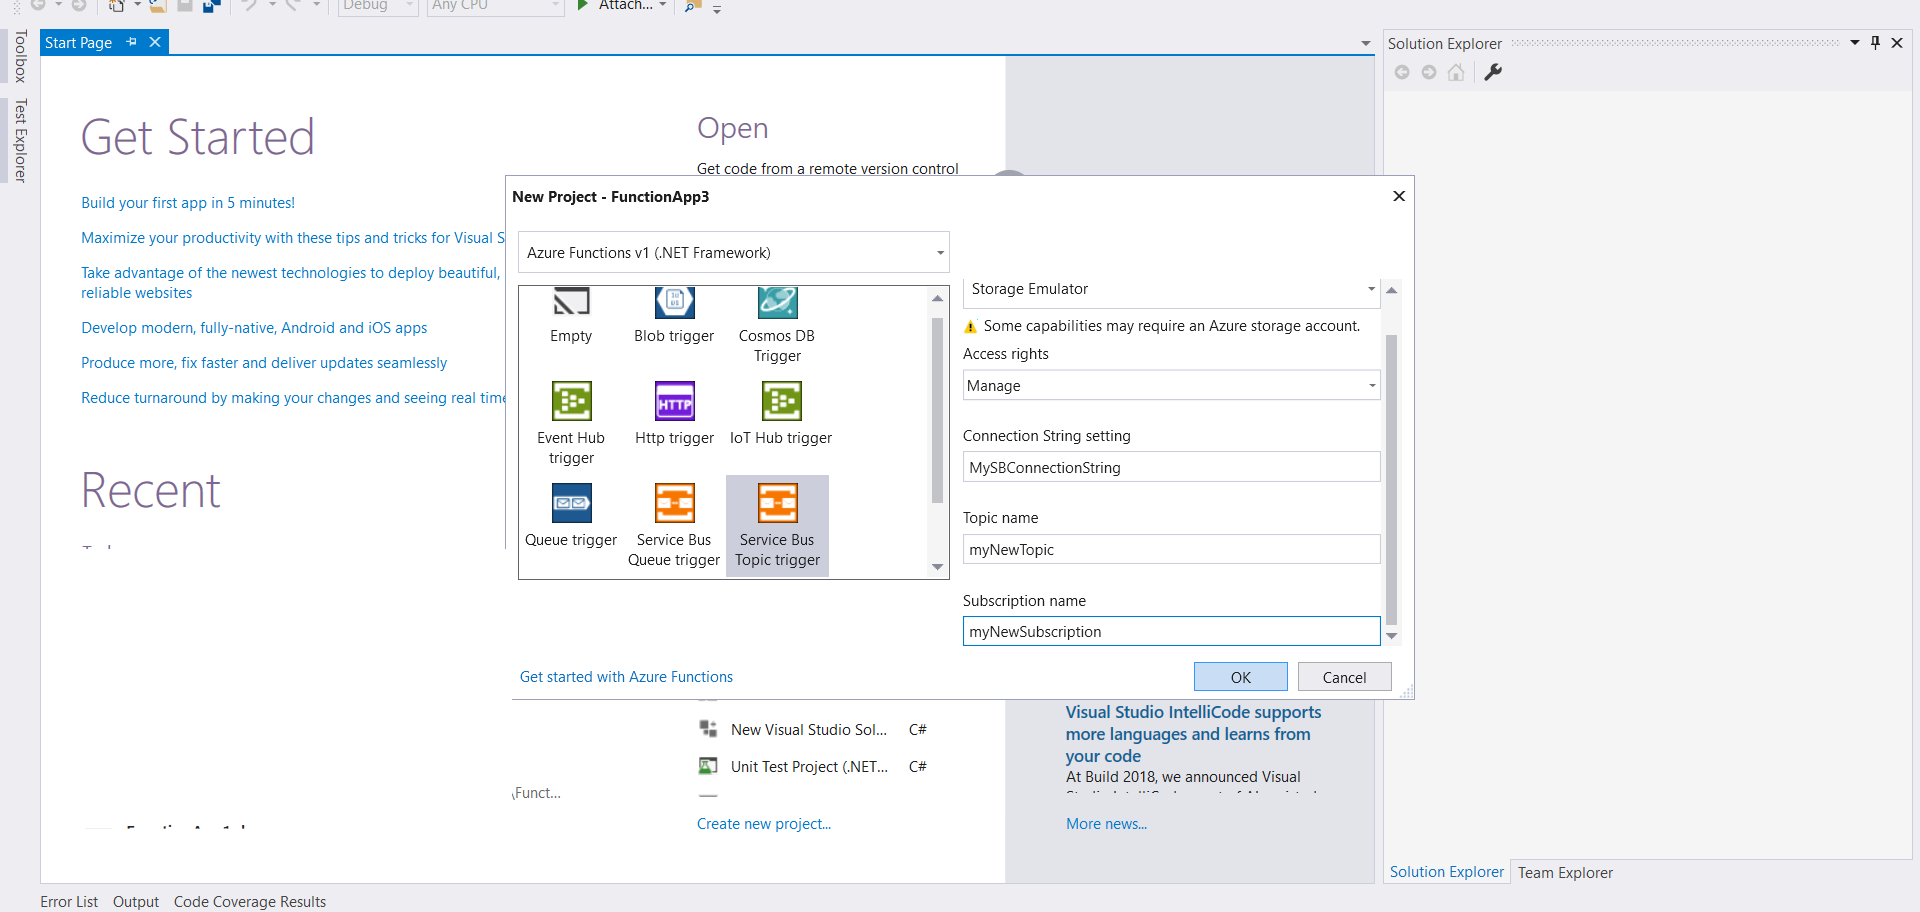 Debug
Any CPU
Attach...
Toolbox
Test Explorer
Start Page
Get Started
Build your first app in 5 minutes!
Maximize your productivity with these tips and tricks for Visual S
Take advantage of the newest technologies to deploy beautiful,
reliable websites
Develop modern, fully-native, Android and iOS apps
Produce more, fix faster and deliver updates seamlessly
Reduce turnaround by making your changes and seeing real time
Recent
\Funct...
Open
Get code from a remote version control
New Project - FunctionApp3
Azure Functions v1 (.NET Framework)
Empty
Blob trigger
Cosmos DB
Trigger
Event Hub
trigger
Http trigger
IoT Hub trigger
Queue trigger
Service Bus
Queue trigger
Service Bus
Topic trigger
Storage Emulator
Some capabilities may require an Azure storage account.
Access rights
Manage
Connection String setting
MySBConnectionString
Topic name
myNewTopic
Subscription name
myNewSubscription
Get started with Azure Functions
OK
Cancel
New Visual Studio Sol... C#
Unit Test Project (.NET... C#
Create new project...
Visual Studio IntelliCode supports
more languages and learns from
your code
At Build 2018, we announced Visual
More news...
Solution Explorer
Solution Explorer
Team Explorer
Error List
Output
Code Coverage Results